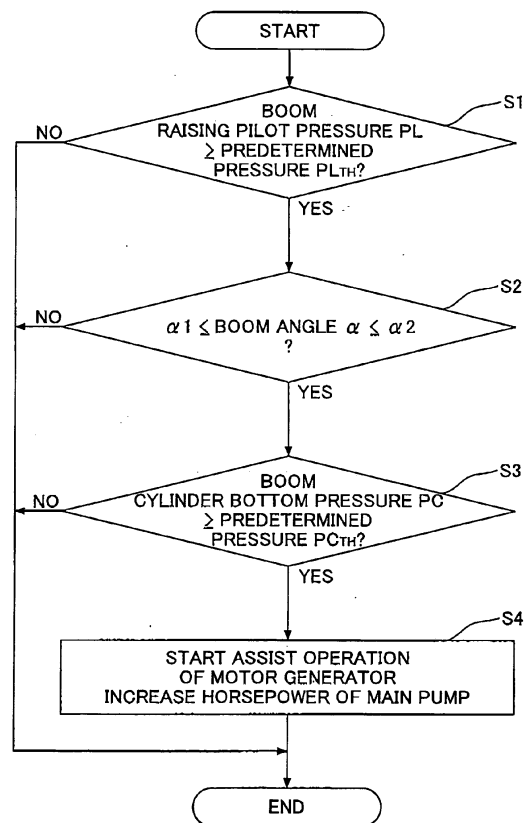 START
S1
BOOM
RAISING PILOT PRESSURE PL
≥ PREDETERMINED
PRESSURE PLTH?
NO
YES
S2
α1 ≤ BOOM ANGLE α ≤ α2
?
NO
YES
S3
BOOM
CYLINDER BOTTOM PRESSURE PC
≥ PREDETERMINED
PRESSURE PCTH?
NO
YES
S4
START ASSIST OPERATION
OF MOTOR GENERATOR
INCREASE HORSEPOWER OF MAIN PUMP
END